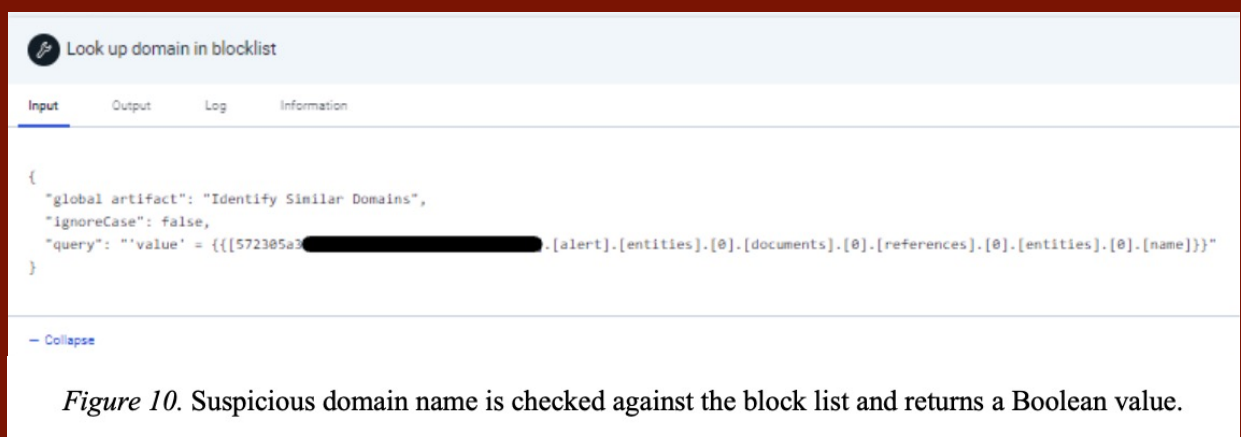 Look up domain in blocklist
Input Output Log Information
{
"global artifact": "Identify Similar Domains",
"ignoreCase": false,
"query": "'value' = {{[572305a3 .[alert].[entities].[0].[documents].[0].[references].[0].[entities].[0].[name]}}"
}
— Collapse
Figure 10. Suspicious domain name is checked against the block list and returns a Boolean value.